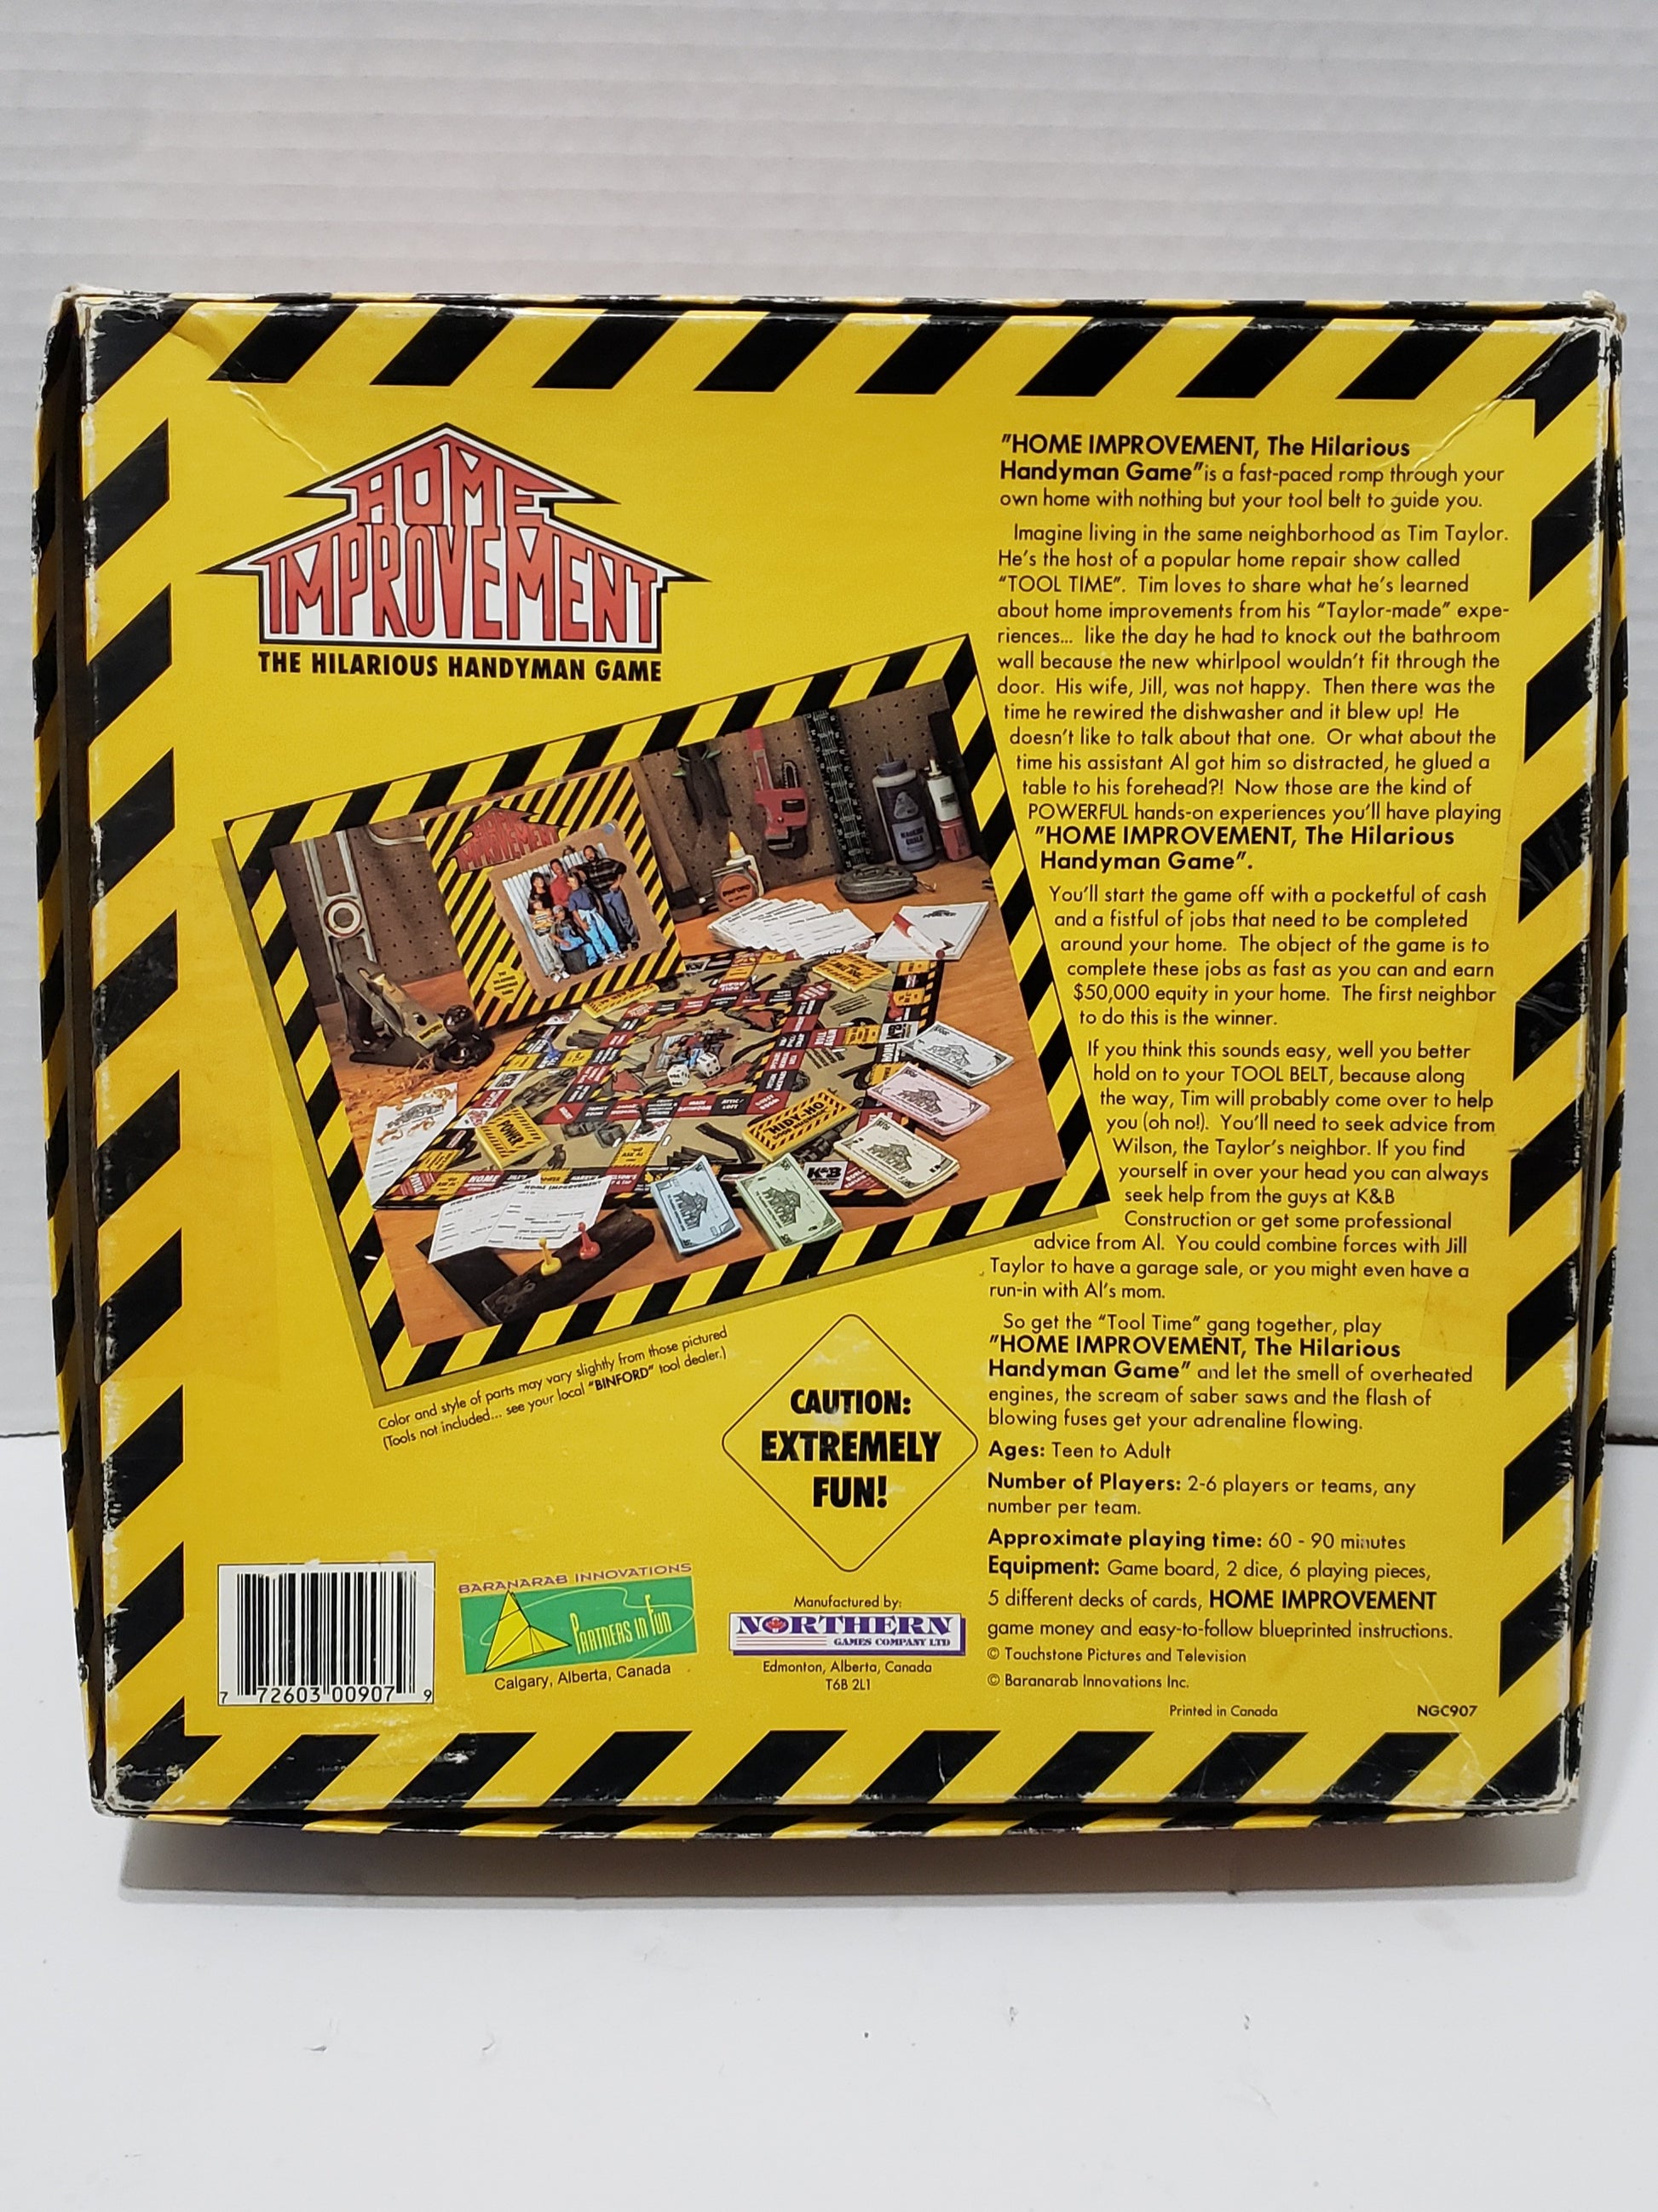 HOME
IMPROVEMENT
THE HILARIOUS HANDYMAN GAME
"HOME IMPROVEMENT, The Hilarious
Handyman Game" is a fast-paced romp through your
own home with nothing but your tool belt to guide you.
Imagine living in the same neighborhood as Tim Taylor.
He's the host of a popular home repair show called
"TOOL TIME". Tim loves to share what he's learned
about home improvements from his "Taylor-made" expe-
riences... like the day he had to knock out the bathroom
wall because the new whirlpool wouldn't fit through the
door. His wife, Jill, was not happy. Then there was the
time he rewired the dishwasher and it blew up! He
doesn't like to talk about that one. Or what about the
time his assistant Al got him so distracted, he glued a
table to his forehead?! Now those are the kind of
POWERFUL hands-on experiences you'll have playing
"HOME IMPROVEMENT, The Hilarious
Handyman Game".
You'll start the game off with a pocketful of cash
and a fistful of jobs that need to be completed
around your home. The object of the game is to
complete these jobs as fast as you can and earn
$50,000 equity in your home. The first neighbor
to do this is the winner.
If you think this sounds easy, well you better
hold on to your TOOL BELT, because along
the way, Tim will probably come over to help
you (oh no!). You'll need to seek advice from
Wilson, the Taylor's neighbor. If you find
yourself in over your head you can always
seek help from the guys at K&B
Construction or get some professional
advice from Al. You could combine forces with Jill
Taylor to have a garage sale, or you might even have a
run-in with Al's mom.
So get the "Tool Time" gang together, play
"HOME IMPROVEMENT, The Hilarious
Handyman Game" and let the smell of overheated
engines, the scream of saber saws and the flash of
blowing fuses get your adrenaline flowing.
Ages: Teen to Adult
Number of Players: 2-6 players or teams, any
number per team.
Approximate playing time: 60 - 90 minutes
Equipment: Game board, 2 dice, 6 playing pieces,
5 different decks of cards, HOME IMPROVEMENT
game money and easy-to-follow blueprinted instructions.
© Touchstone Pictures and Television
© Baranarab Innovations Inc.
Printed in Canada
NGC907
HOME
IMPROVEMENT
BINFORD
POWER!
HIDY-HO
K&B
HOME
Color and style of parts may vary slightly from those pictured
(Tools not included... see your local "BINFORD" tool dealer.)
CAUTION:
EXTREMELY
FUN!
7 72603 00907 9
BARANARAB INNOVATIONS
PARTNERS IN FUN
Calgary, Alberta, Canada
Manufactured by:
NORTHERN
GAMES COMPANY LTD
Edmonton, Alberta, Canada
T6B 2L1